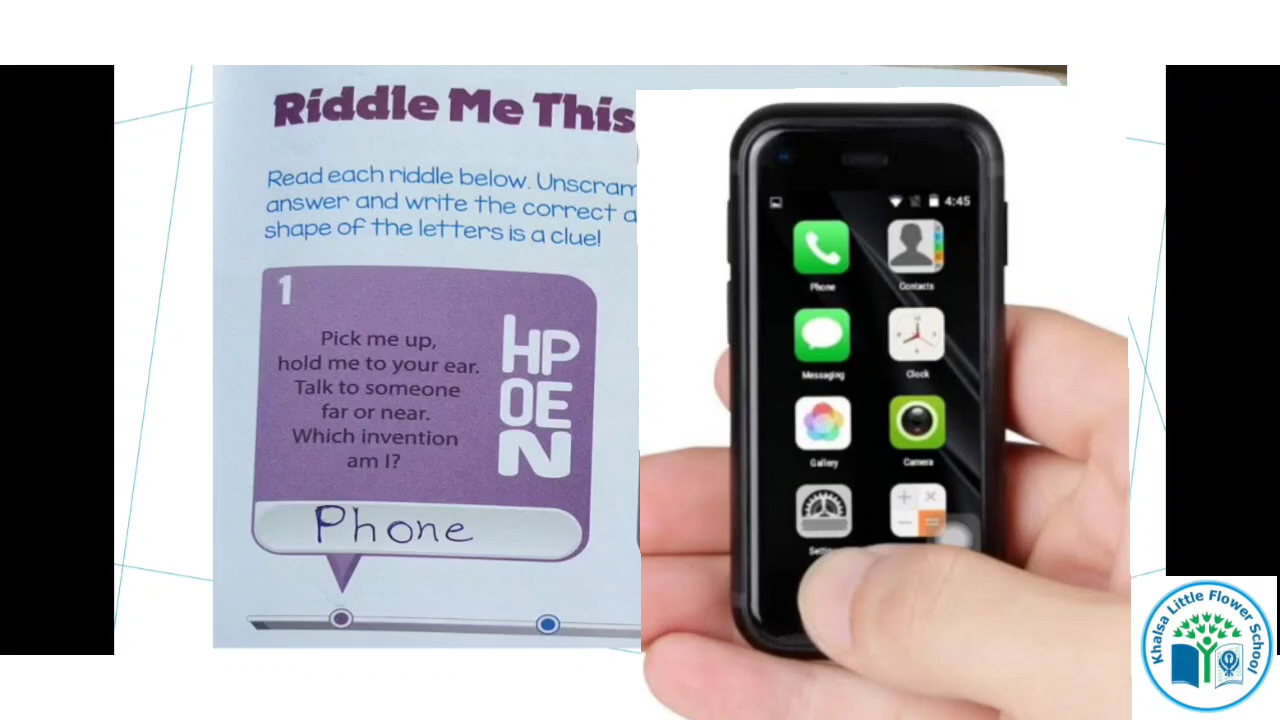 Riddle Me This
Read each riddle below. Unscram
answer and write the correct a
shape of the letters is a clue!
1
Pick me up,
hold me to your ear.
Talk to someone
far or near.
Which invention
am I?
HP
OE
N
Phone
4:45
Phone
Contacts
Messaging
Clock
Gallery
Camera
Khalsa Little Flower School